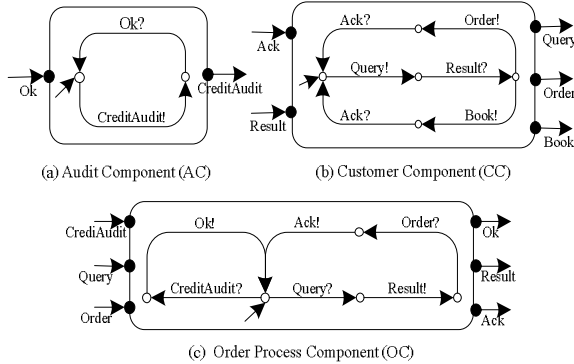 Ok?
Ok
CreditAudit!
CreditAudit
(a) Audit Component (AC)
Ack? Order!
Ack
Query
Query! Result?
Order
Result
Ack? Book!
Book
(b) Customer Component (CC)
Ok! Ack! Order?
CrediAudit
Ok
Query
CreditAudit? Query? Result!
Result
Order
Ack
(c) Order Process Component (OC)